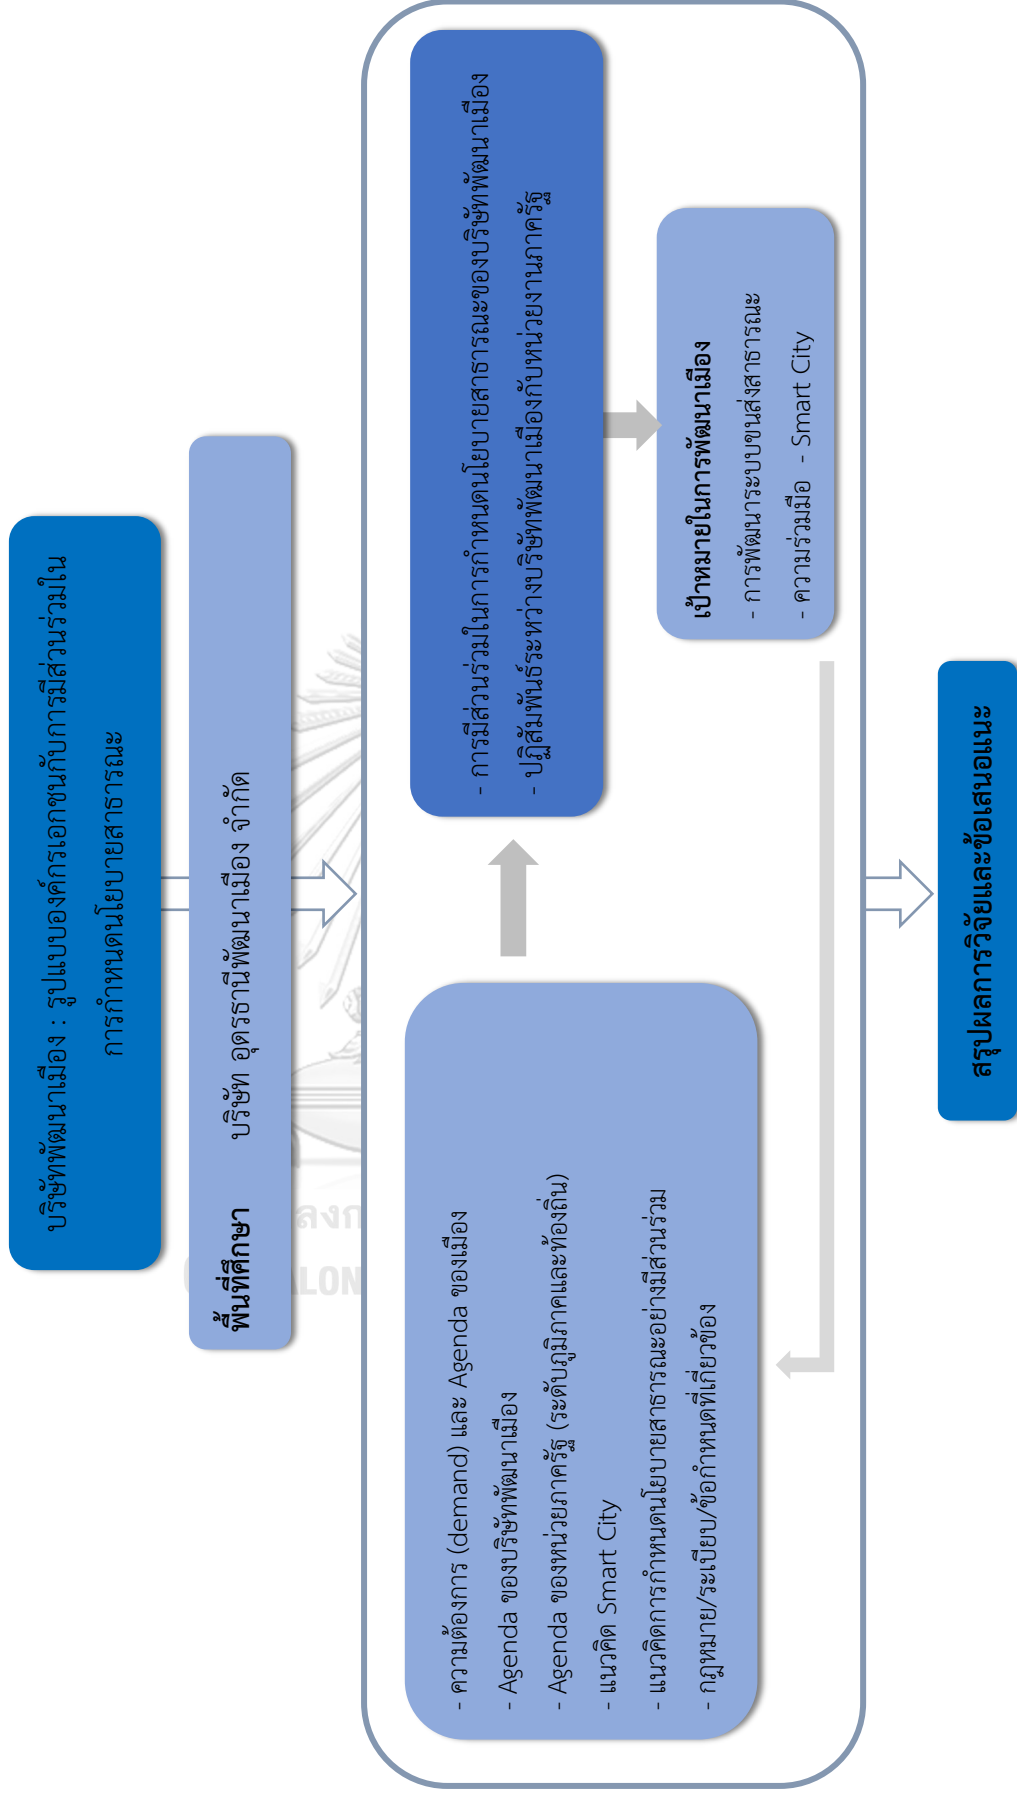 บริษัทพัฒนาเมือง : รูปแบบองค์กรเอกชนกับการมีส่วนร่วมใน
การกำหนดนโยบายสาธารณะ
พื้นที่ศึกษา บริษัท อุดรธานีพัฒนาเมือง จำกัด
- ความต้องการ (demand) และ Agenda ของเมือง
- Agenda ของบริษัทพัฒนาเมือง
- Agenda ของหน่วยภาครัฐ (ระดับภูมิภาคและท้องถิ่น)
- แนวคิด Smart City
- แนวคิดการกำหนดนโยบายสาธารณะอย่างมีส่วนร่วม
- กฎหมาย/ระเบียบ/ข้อกำหนดที่เกี่ยวข้อง
- การมีส่วนร่วมในการกำหนดนโยบายสาธารณะของบริษัทพัฒนาเมือง
- ปฏิสัมพันธ์ระหว่างบริษัทพัฒนาเมืองกับหน่วยงานภาครัฐ
เป้าหมายในการพัฒนาเมือง
- การพัฒนาระบบขนส่งสาธารณะ
- ความร่วมมือ - Smart City
สรุปผลการวิจัยและข้อเสนอแนะ